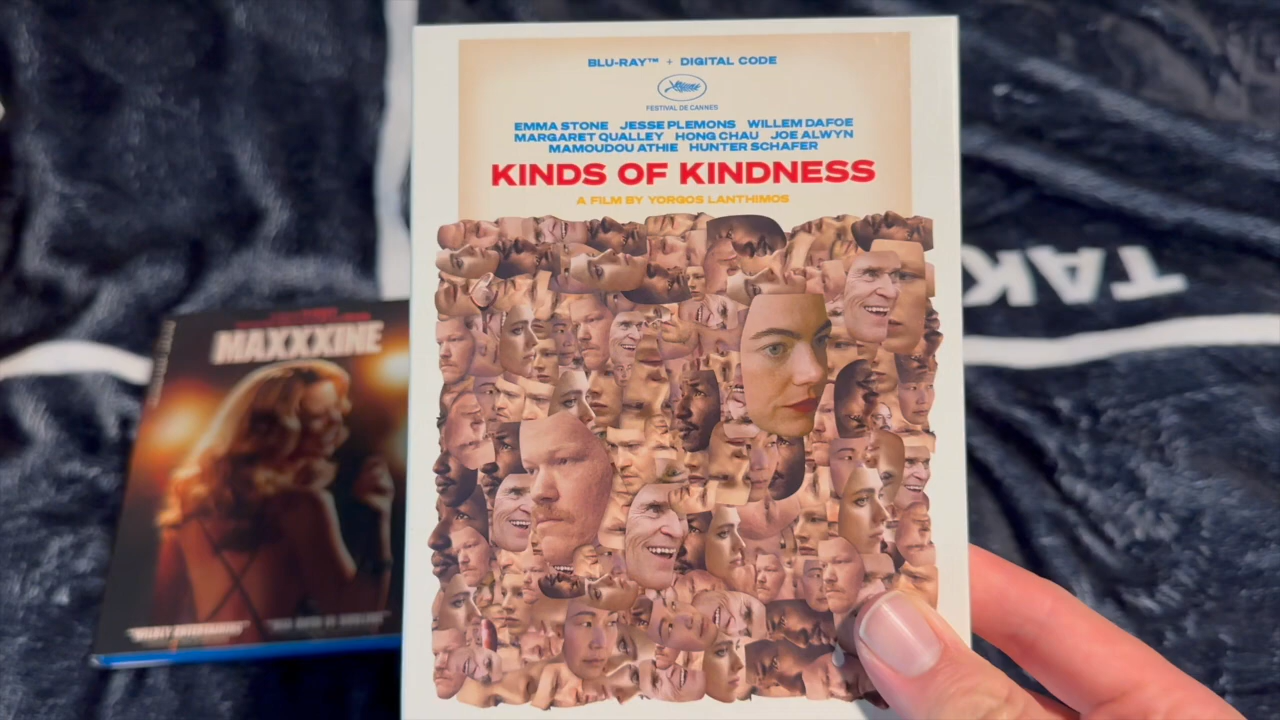 BLU-RAY™ + DIGITAL CODE
FESTIVAL DE CANNES
EMMA STONE JESSE PLEMONS WILLEM DAFOE
MARGARET QUALLEY HONG CHAU JOE ALWYN
MAMOUDOU ATHIE HUNTER SCHAFER
KINDS OF KINDNESS
A FILM BY YORGOS LANTHIMOS
MAXXXINE
TAK